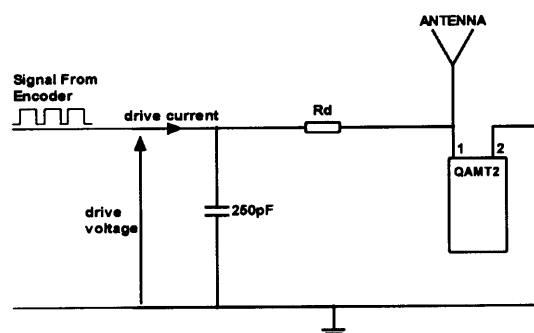 ANTENNA
Signal From
Encoder
drive current
Rd
1
2
QAMT2
drive
voltage
250pF